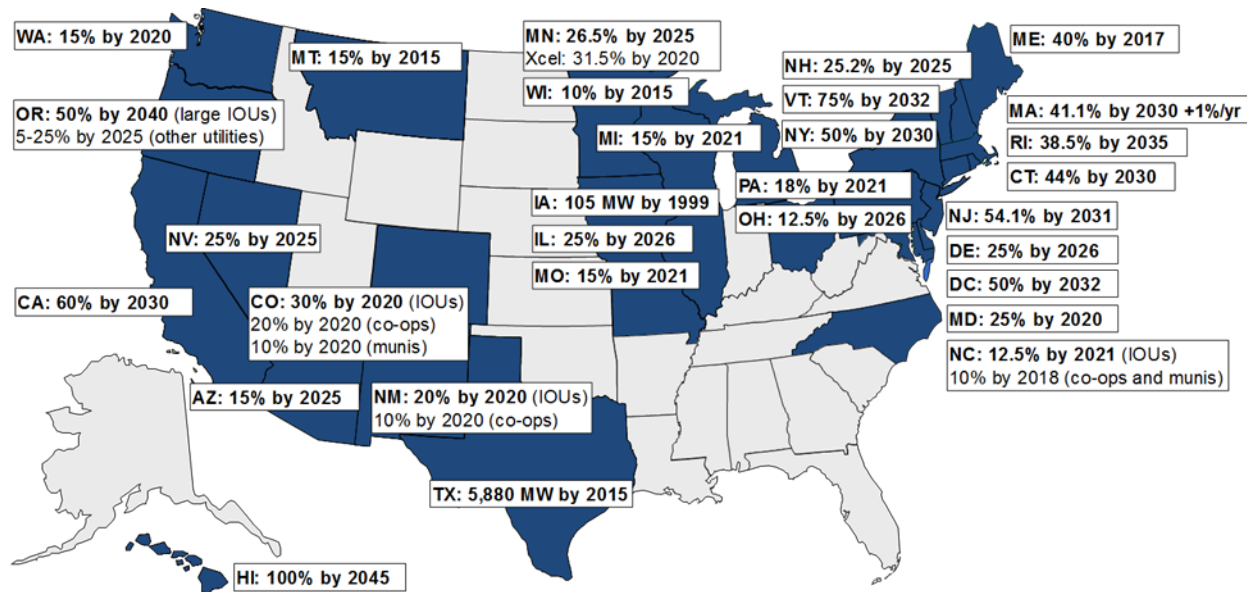 WA: 15% by 2020
MT: 15% by 2015
MN: 26.5% by 2025
Xcel: 31.5% by 2020
ME: 40% by 2017
NH: 25.2% by 2025
WI: 10% by 2015
VT: 75% by 2032
OR: 50% by 2040 (large IOUs)
5-25% by 2025 (other utilities)
MA: 41.1% by 2030 +1%/yr
MI: 15% by 2021
NY: 50% by 2030
RI: 38.5% by 2035
CT: 44% by 2030
PA: 18% by 2021
IA: 105 MW by 1999
OH: 12.5% by 2026
NJ: 54.1% by 2031
NV: 25% by 2025
IL: 25% by 2026
DE: 25% by 2026
MO: 15% by 2021
DC: 50% by 2032
CA: 60% by 2030
CO: 30% by 2020 (IOUs)
20% by 2020 (co-ops)
10% by 2020 (munis)
MD: 25% by 2020
NC: 12.5% by 2021 (IOUs)
10% by 2018 (co-ops and munis)
AZ: 15% by 2025
NM: 20% by 2020 (IOUs)
10% by 2020 (co-ops)
TX: 5,880 MW by 2015
HI: 100% by 2045